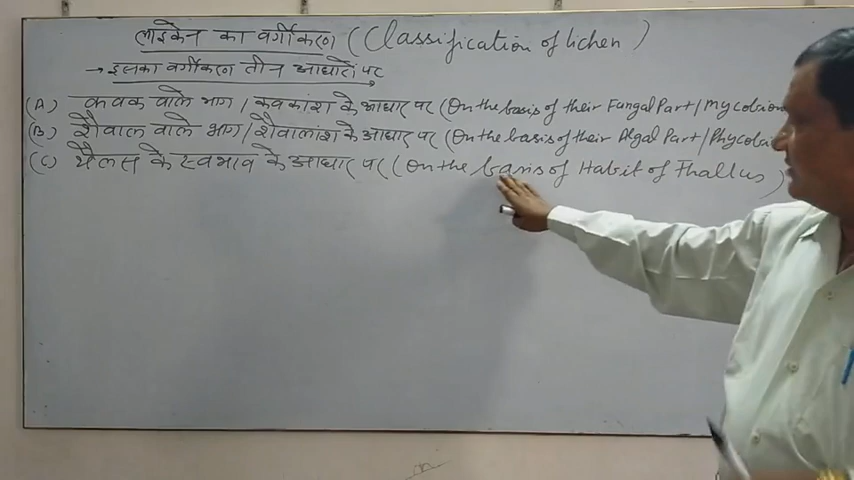 लाइकेन का वर्गीकरण (Classification of lichen)
→ इसका वर्गीकरण तीन आधारों पर
(A) कवक वाले भाग / कवकांश के आधार पर (On the basis of their Fungal Part / Mycobion
(B) शैवाल वाले भाग / शैवालांश के आधार पर (On the basis of their Algal Part / Phycobi
(C) थैलस के स्वभाव के आधार पर (On the basis of Habit of Thallus)